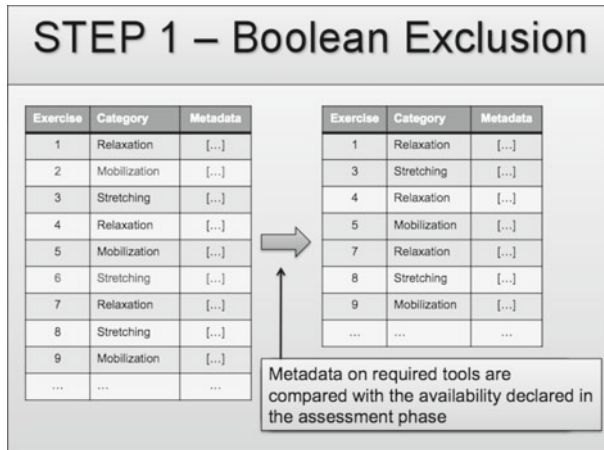 STEP 1 – Boolean Exclusion
Exercise Category Metadata
1 Relaxation [...]
2 Mobilization [...]
3 Stretching [...]
4 Relaxation [...]
5 Mobilization [...]
6 Stretching [...]
7 Relaxation [...]
8 Stretching [...]
9 Mobilization [...]
... ... ...
Exercise Category Metadata
1 Relaxation [...]
3 Stretching [...]
4 Relaxation [...]
5 Mobilization [...]
7 Relaxation [...]
8 Stretching [...]
9 Mobilization [...]
... ... ...
Metadata on required tools are
compared with the availability declared in
the assessment phase